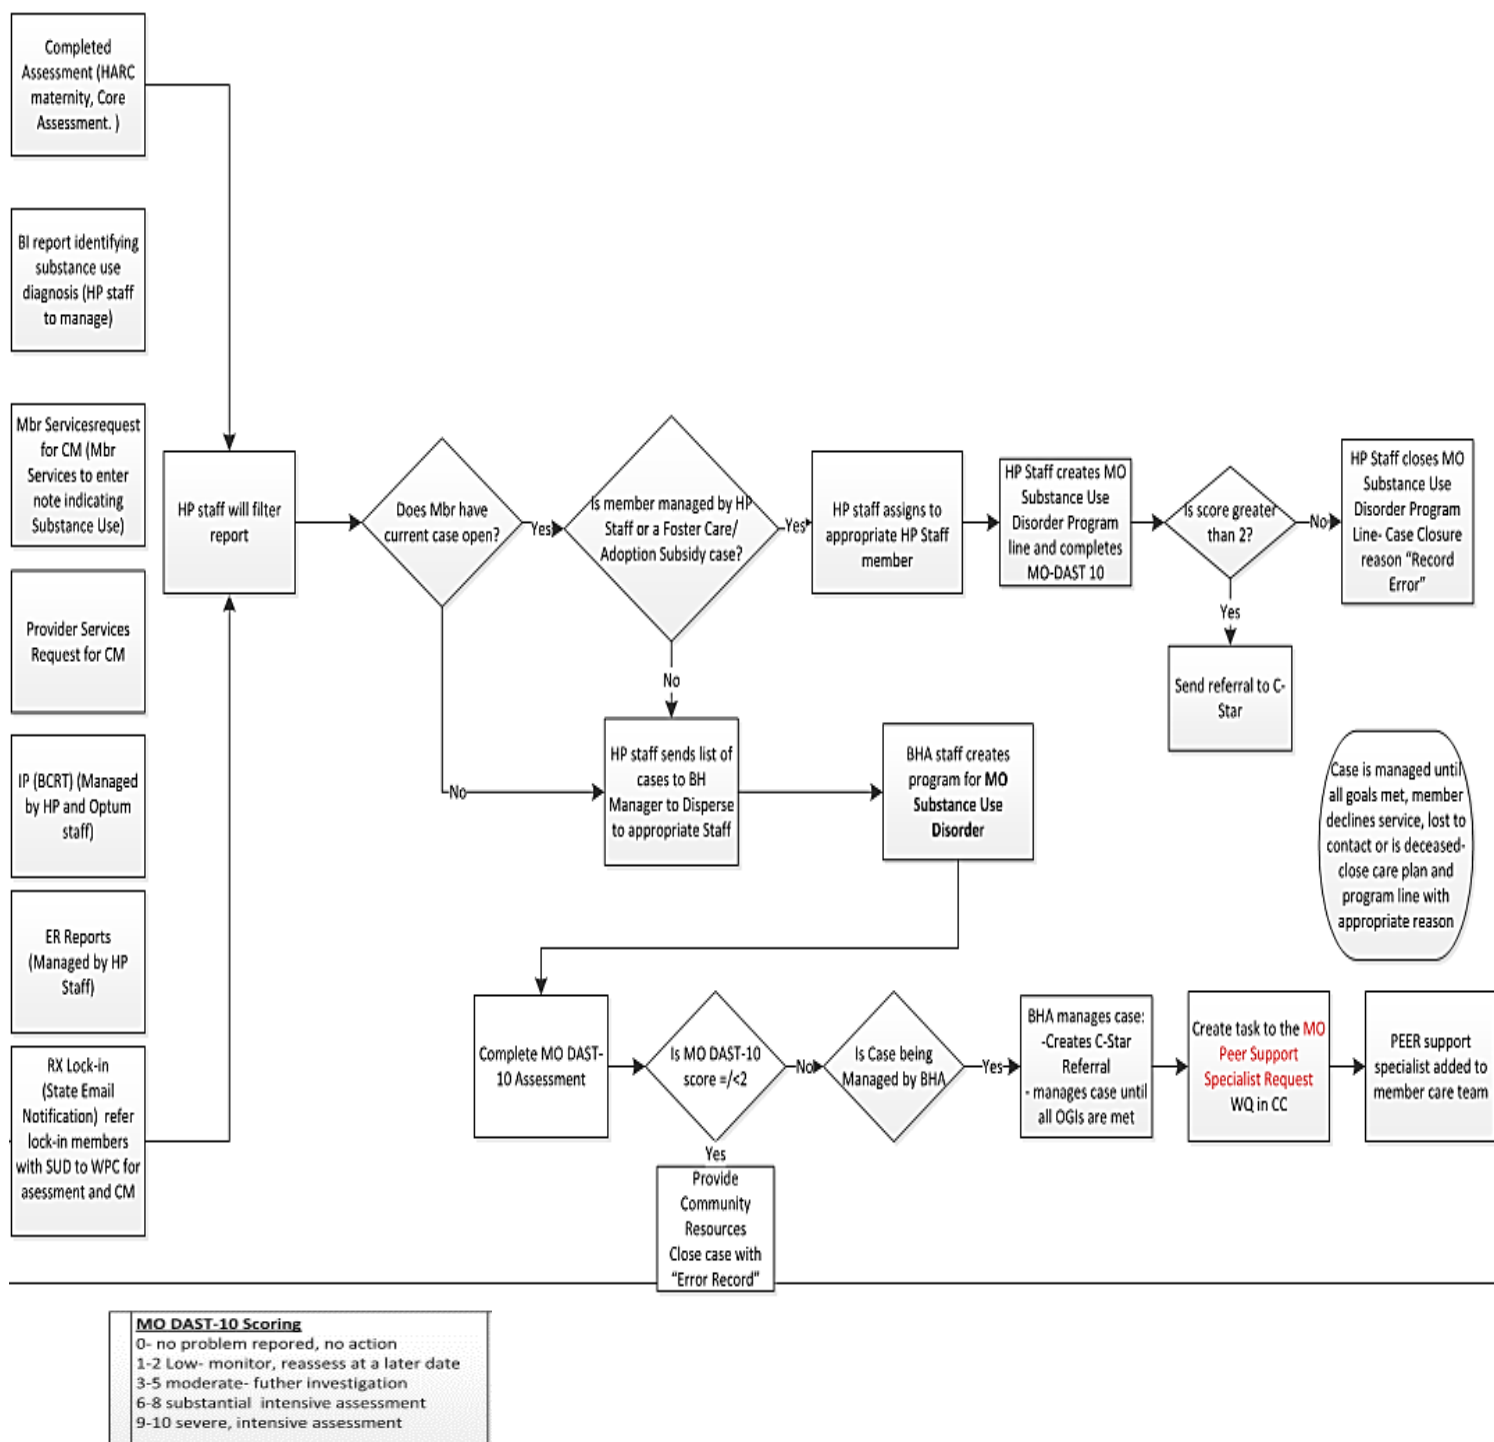 Completed
Assessment (HARC
maternity, Core
Assessment. )
BI report identifying
substance use
diagnosis (HP staff
to manage)
Mbr Servicesrequest
for CM (Mbr
Services to enter
note indicating
Substance Use)
Provider Services
Request for CM
IP (BCRT) (Managed
by HP and Optum
staff)
ER Reports
(Managed by HP
Staff)
RX Lock-in
(State Email
Notification) refer
lock-in members
with SUD to WPC for
asessment and CM
HP staff will filter
report
Does Mbr have
current case open?
Yes
No
Is member managed by HP
Staff or a Foster Care/
Adoption Subsidy case?
Yes
No
HP staff assigns to
appropriate HP Staff
member
HP Staff creates MO
Substance Use
Disorder Program
line and completes
MO-DAST 10
Is score greater
than 2?
No
Yes
HP Staff closes MO
Substance Use
Disorder Program
Line- Case Closure
reason “Record
Error”
Send referral to C-
Star
HP staff sends list of
cases to BH
Manager to Disperse
to appropriate Staff
BHA staff creates
program for MO
Substance Use
Disorder
Case is managed until
all goals met, member
declines service, lost to
contact or is deceased-
close care plan and
program line with
appropriate reason
Complete MO DAST-
10 Assessment
Is MO DAST-10
score =/<2
No
Yes
Provide
Community
Resources
Close case with
“Error Record”
Is Case being
Managed by BHA
Yes
BHA manages case:
-Creates C-Star
Referral
- manages case until
all OGIs are met
Create task to the MO
Peer Support
Specialist Request
WQ in CC
PEER support
specialist added to
member care team
MO DAST-10 Scoring
0- no problem repored, no action
1-2 Low- monitor, reassess at a later date
3-5 moderate- futher investigation
6-8 substantial intensive assessment
9-10 severe, intensive assessment